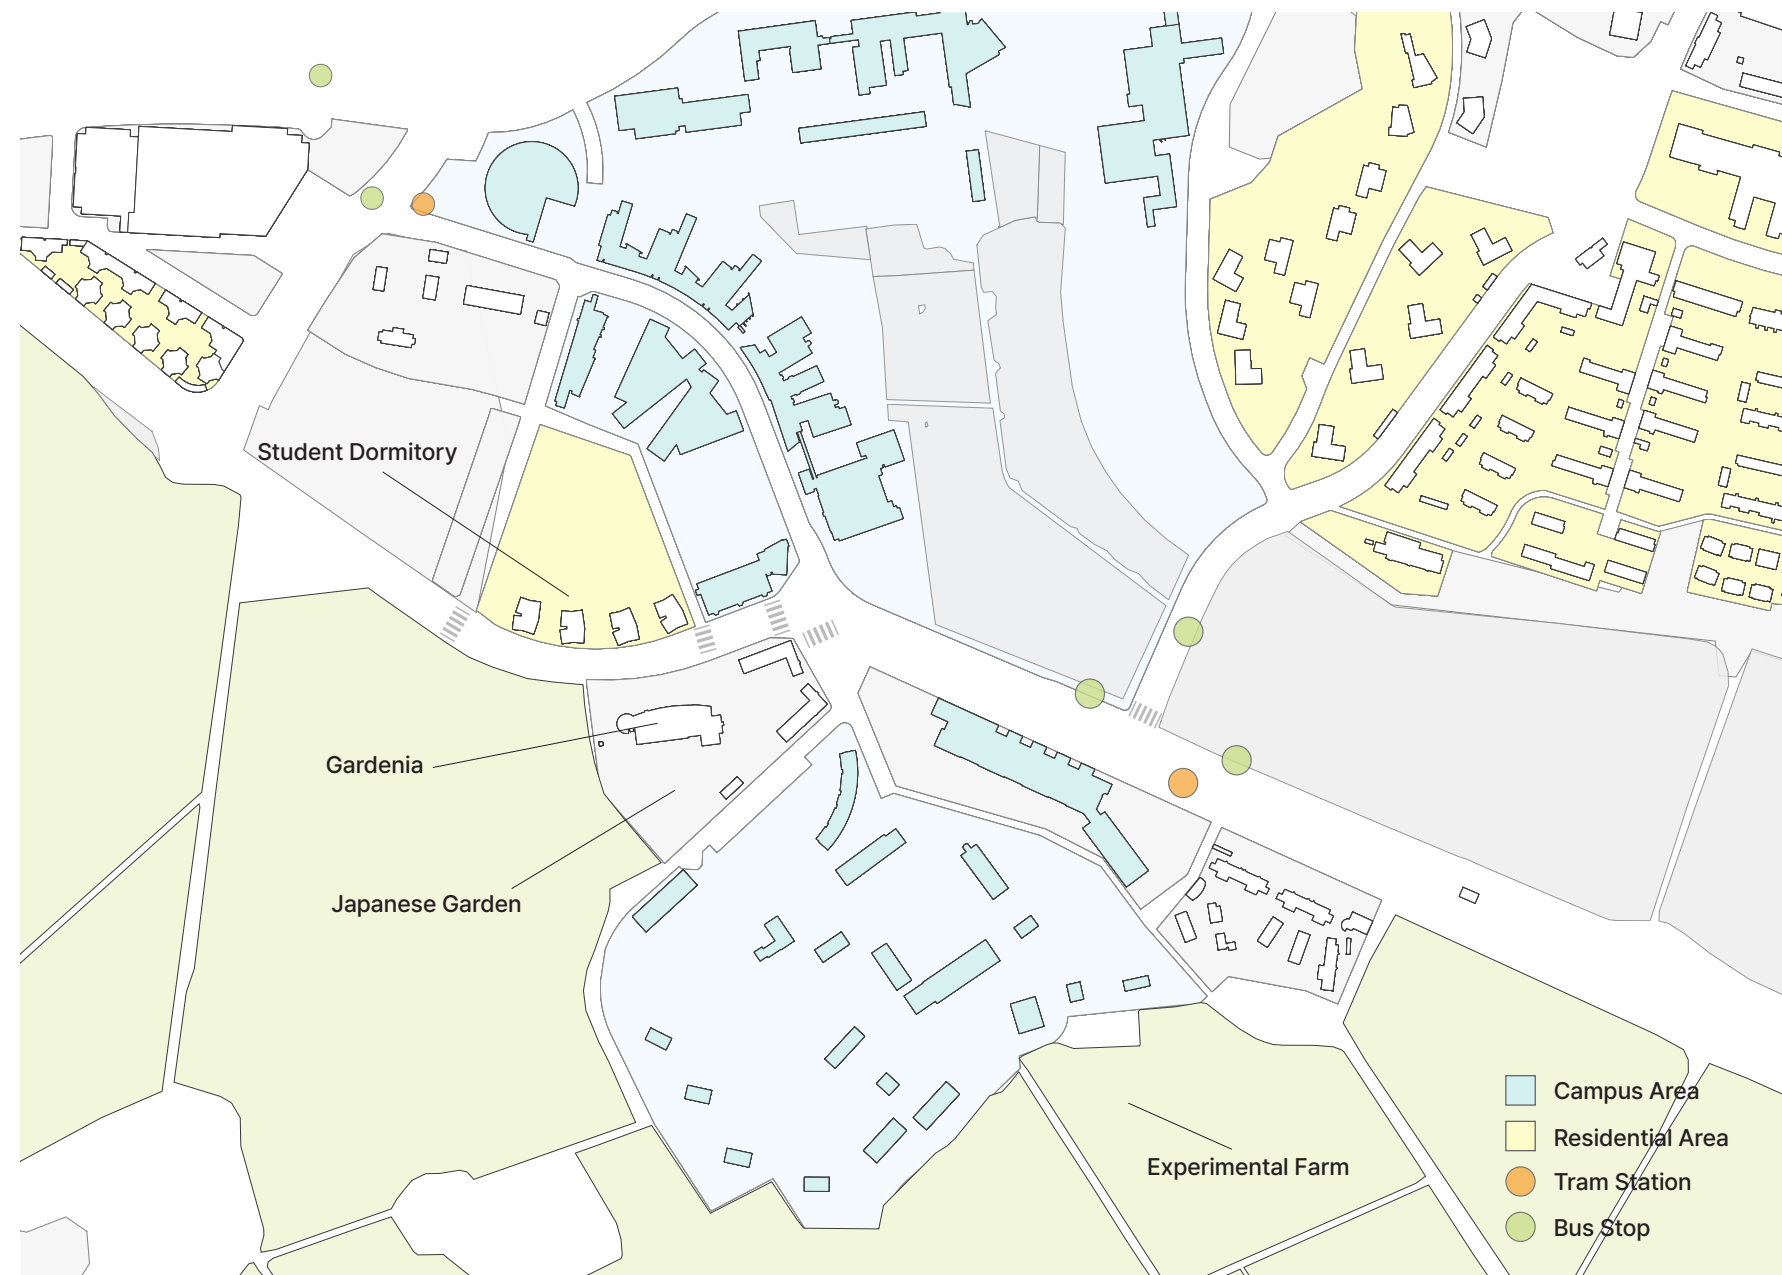 Student Dormitory
Gardenia
Japanese Garden
Experimental Farm
Campus Area
Residential Area
Tram Station
Bus Stop